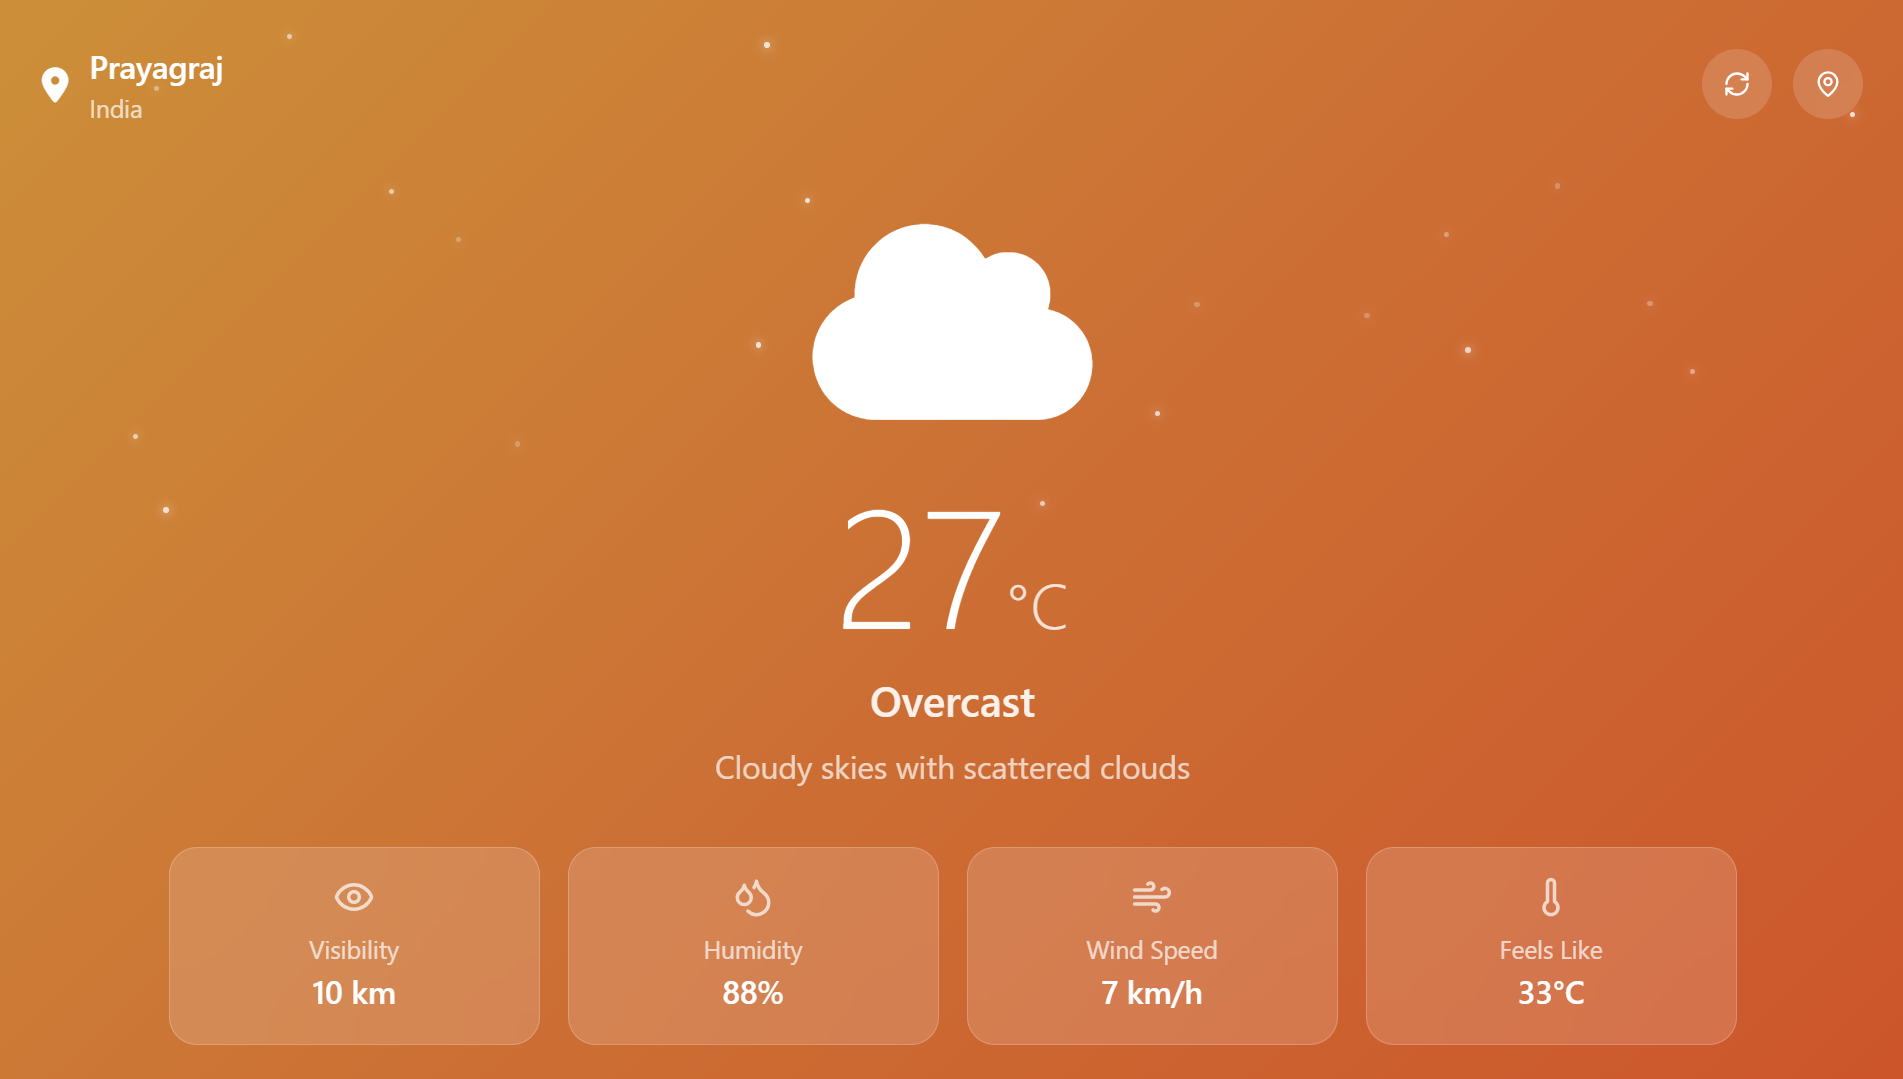 Prayagraj
India
27°C
Overcast
Cloudy skies with scattered clouds
Visibility
10 km
Humidity
88%
Wind Speed
7 km/h
Feels Like
33°C